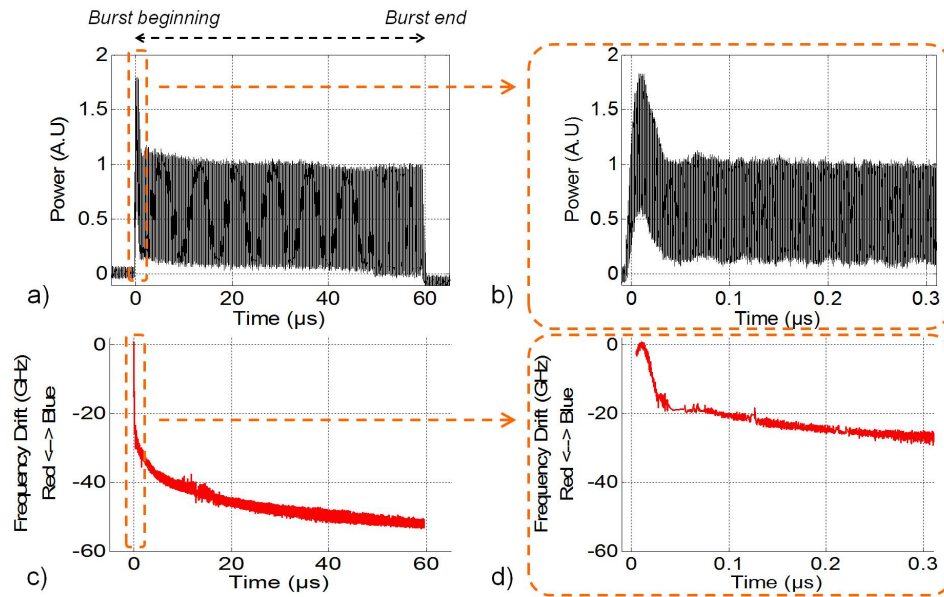 Burst beginning
Burst end
Power (A.U)
2
1.5
1
0.5
0
0
20
40
60
Time (µs)
a)
Power (A.U)
2
1.5
1
0.5
0
0
0.1
0.2
0.3
Time (µs)
b)
Frequency Drift (GHz)
Red <--> Blue
0
-20
-40
-60
0
20
40
60
Time (µs)
c)
Frequency Drift (GHz)
Red <--> Blue
0
-20
-40
-60
0
0.1
0.2
0.3
Time (µs)
d)